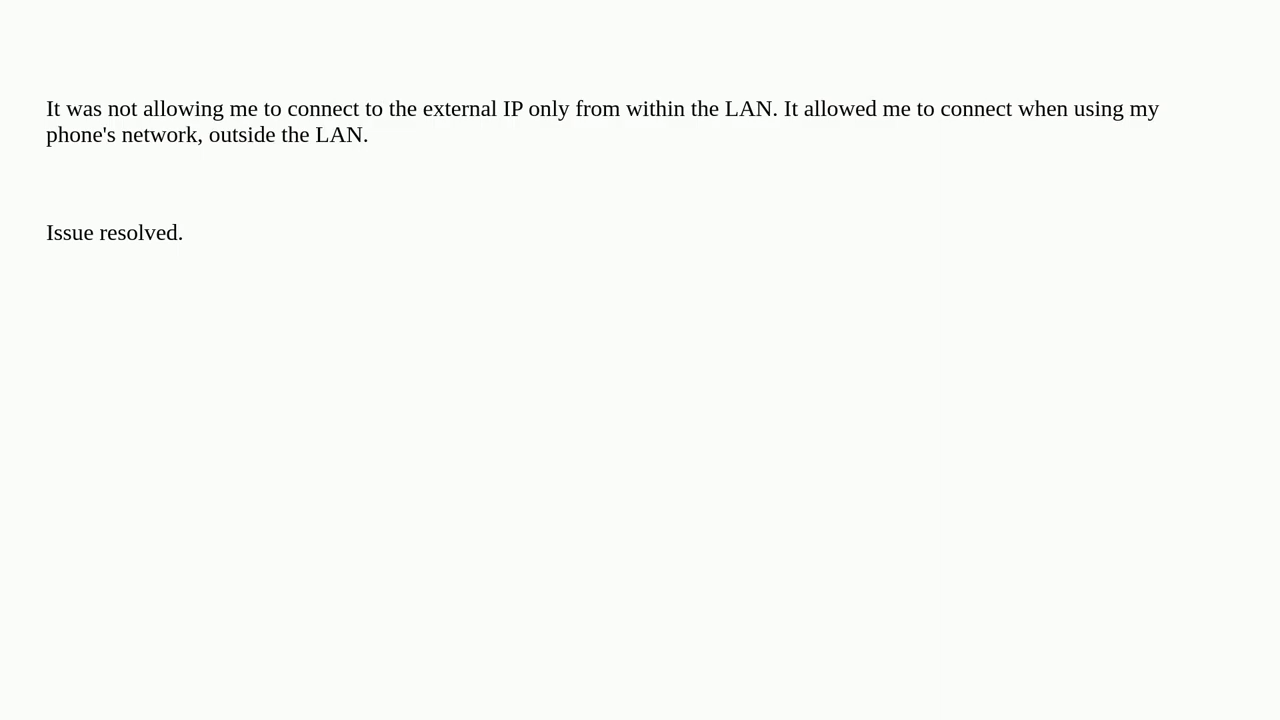 It was not allowing me to connect to the external IP only from within the LAN. It allowed me to connect when using my
phone's network, outside the LAN.
Issue resolved.